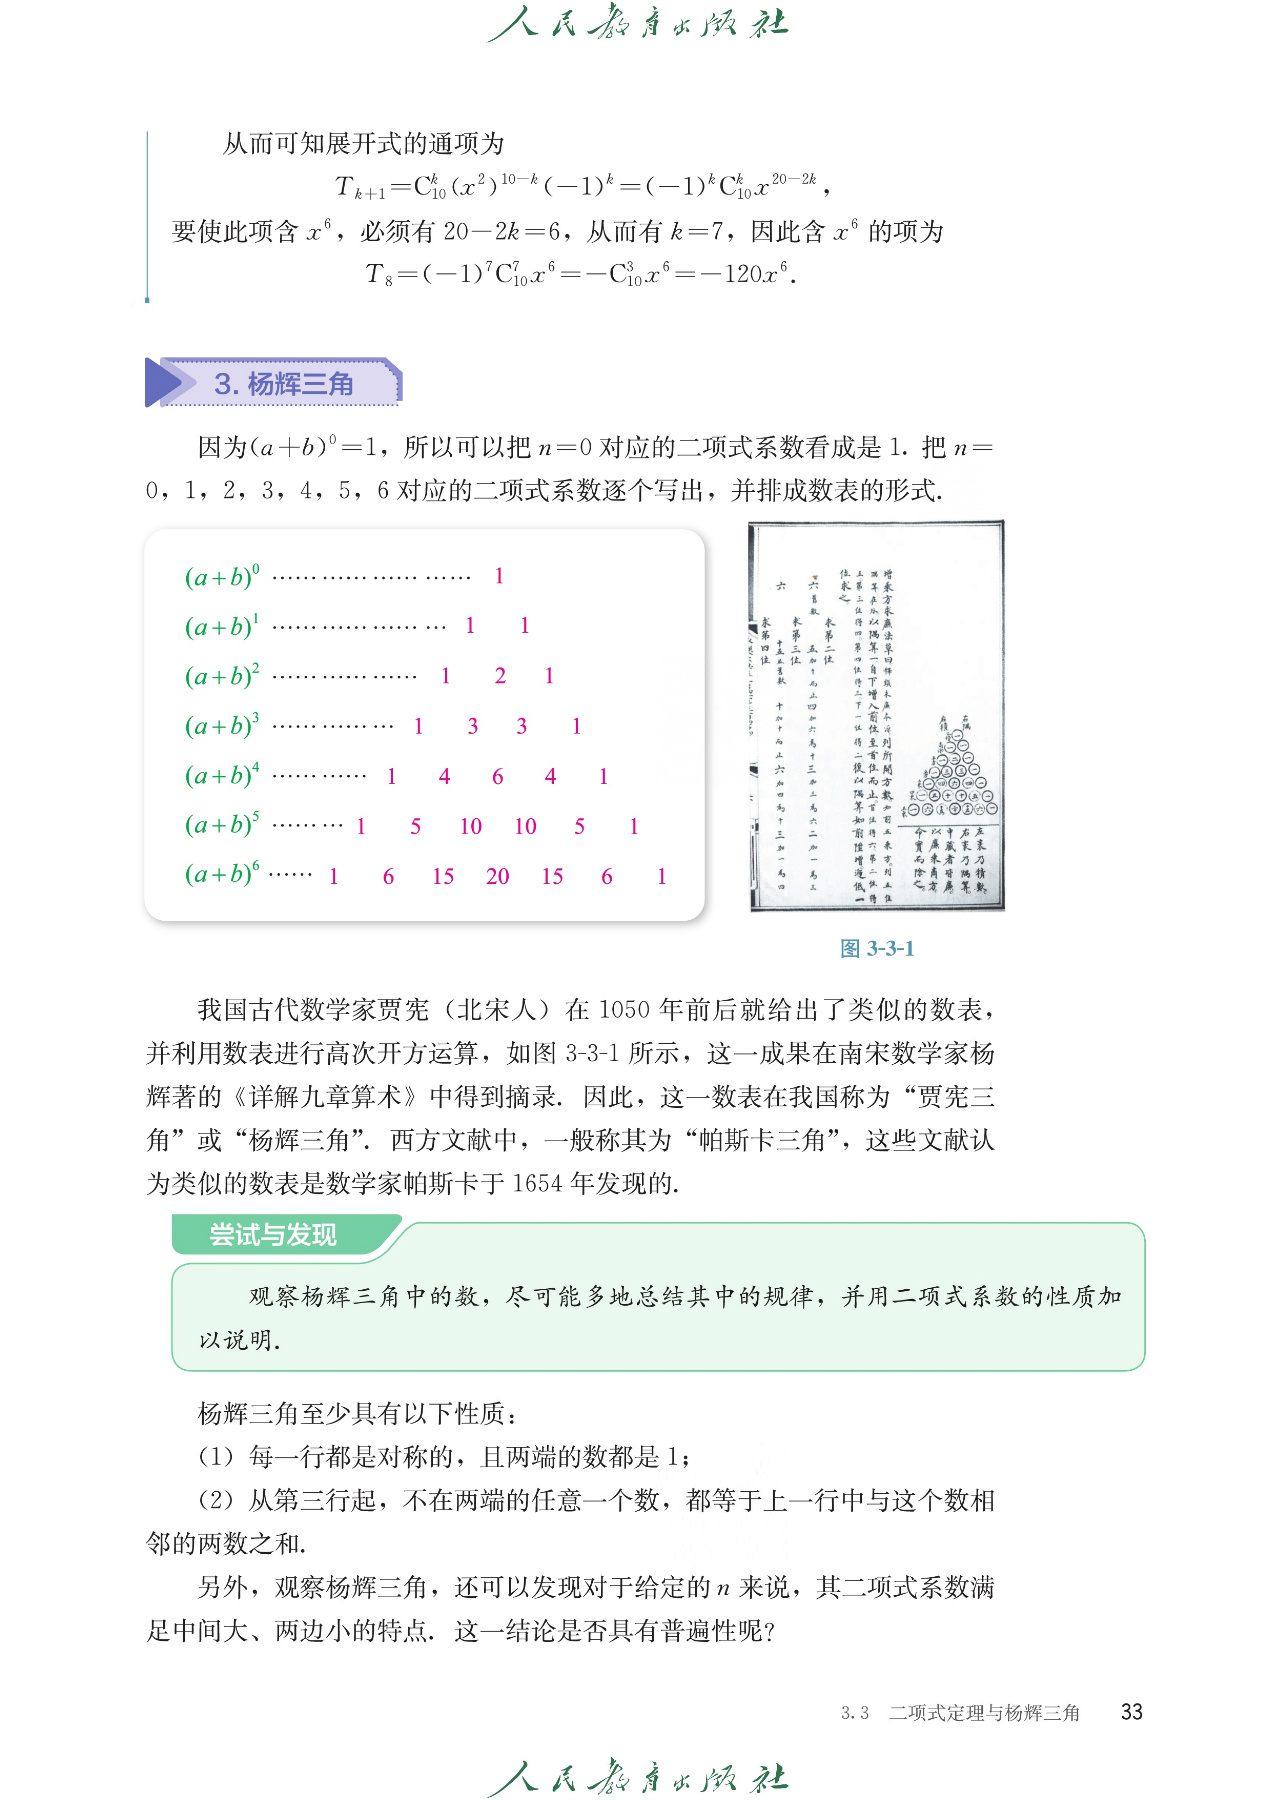 人民教育出版社
从而可知展开式的通项为
T_{k+1}=C_{10}^{k}(x^{2})^{10-k}(-1)^{k}=(-1)^{k}C_{10}^{k}x^{20-2k}，
要使此项含 x^{6}，必须有 20-2k=6，从而有 k=7，因此含 x^{6} 的项为
T_{8}=(-1)^{7}C_{10}^{7}x^{6}=-C_{10}^{3}x^{6}=-120x^{6}.
3. 杨辉三角
因为(a+b)^{0}=1，所以可以把 n=0 对应的二项式系数看成是 1. 把 n=
0，1，2，3，4，5，6 对应的二项式系数逐个写出，并排成数表的形式.
(a+b)^{0} ……………………… 1
(a+b)^{1} …………………… 1 1
(a+b)^{2} ………………… 1 2 1
(a+b)^{3} …………… 1 3 3 1
(a+b)^{4} ………… 1 4 6 4 1
(a+b)^{5} ……… 1 5 10 10 5 1
(a+b)^{6} …… 1 6 15 20 15 6 1
图 3-3-1
我国古代数学家贾宪（北宋人）在 1050 年前后就给出了类似的数表，
并利用数表进行高次开方运算，如图 3-3-1 所示，这一成果在南宋数学家杨
辉著的《详解九章算术》中得到摘录. 因此，这一数表在我国称为“贾宪三
角”或“杨辉三角”. 西方文献中，一般称其为“帕斯卡三角”，这些文献认
为类似的数表是数学家帕斯卡于 1654 年发现的.
尝试与发现
观察杨辉三角中的数，尽可能多地总结其中的规律，并用二项式系数的性质加
以说明.
杨辉三角至少具有以下性质：
（1）每一行都是对称的，且两端的数都是 1；
（2）从第三行起，不在两端的任意一个数，都等于上一行中与这个数相
邻的两数之和.
另外，观察杨辉三角，还可以发现对于给定的 n 来说，其二项式系数满
足中间大、两边小的特点. 这一结论是否具有普遍性呢？
3.3 二项式定理与杨辉三角 33
人民教育出版社